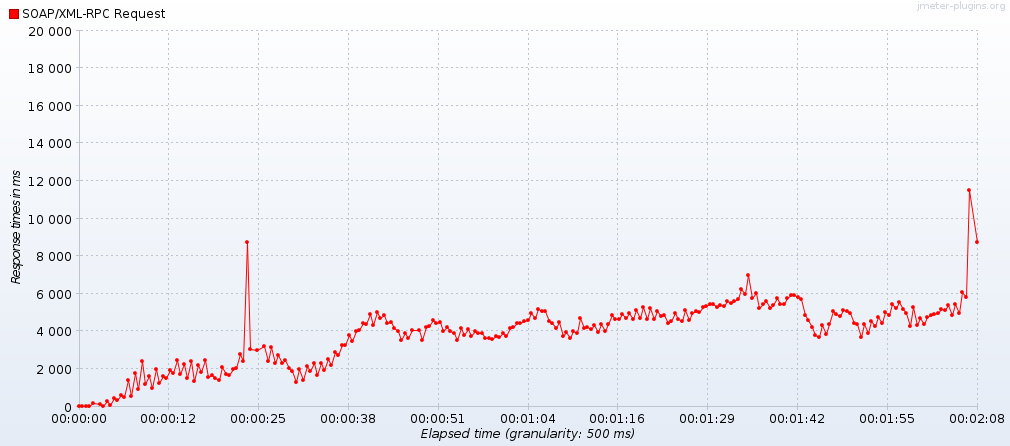 jmeter-plugins.org
SOAP/XML-RPC Request
20 000
18 000
16 000
14 000
12 000
10 000
8 000
6 000
4 000
2 000
0
Response times in ms
00:00:00 00:00:12 00:00:25 00:00:38 00:00:51 00:01:04 00:01:16 00:01:29 00:01:42 00:01:55 00:02:08
Elapsed time (granularity: 500 ms)